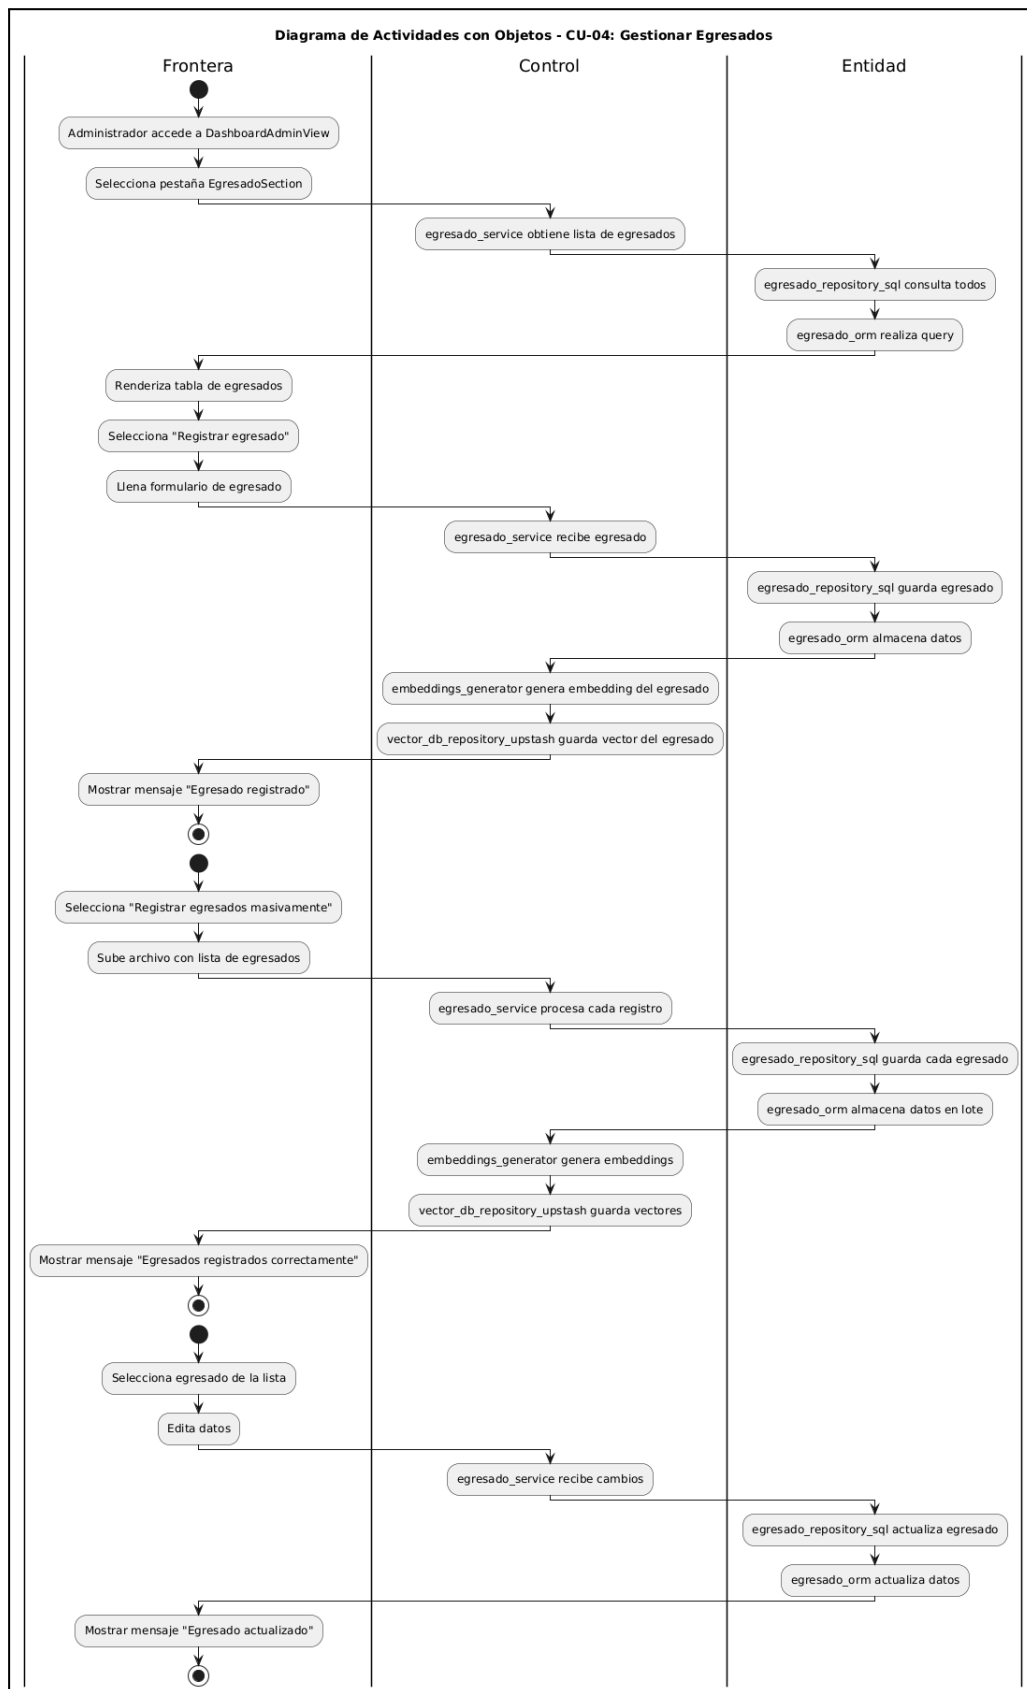 Diagrama de Actividades con Objetos - CU-04: Gestionar Egresados
Frontera
Control
Entidad
Administrador accede a DashboardAdminView
Selecciona pestaña EgresadoSection
egresado_service obtiene lista de egresados
egresado_repository_sql consulta todos
egresado_orm realiza query
Renderiza tabla de egresados
Selecciona "Registrar egresado"
Llena formulario de egresado
egresado_service recibe egresado
egresado_repository_sql guarda egresado
egresado_orm almacena datos
embeddings_generator genera embedding del egresado
vector_db_repository_upstash guarda vector del egresado
Mostrar mensaje "Egresado registrado"
Selecciona "Registrar egresados masivamente"
Sube archivo con lista de egresados
egresado_service procesa cada registro
egresado_repository_sql guarda cada egresado
egresado_orm almacena datos en lote
embeddings_generator genera embeddings
vector_db_repository_upstash guarda vectores
Mostrar mensaje "Egresados registrados correctamente"
Selecciona egresado de la lista
Edita datos
egresado_service recibe cambios
egresado_repository_sql actualiza egresado
egresado_orm actualiza datos
Mostrar mensaje "Egresado actualizado"